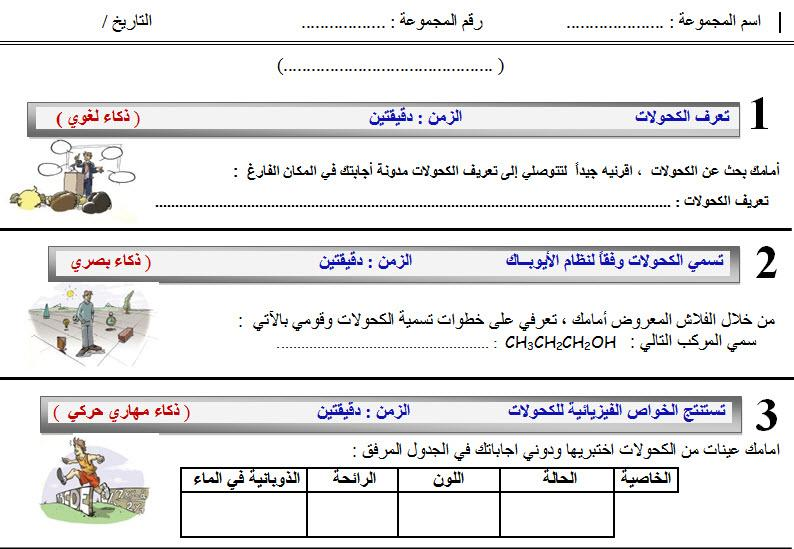 اسم المجموعة : ..................... رقم المجموعة : .................. التاريخ /
( ............................................. )
1 تعرف الكحولات الزمن : دقيقتين ( ذكاء لغوي )
أمامك بحث عن الكحولات ، اقرئيه جيداً لتتوصلي إلى تعريف الكحولات مدونة أجابتك في المكان الفارغ :
تعريف الكحولات : ..............................................................................................................
2 تسمي الكحولات وفقاً لنظام الأيوبـــاك الزمن : دقيقتين ( ذكاء بصري
من خلال الفلاش المعروض أمامك ، تعرفي على خطوات تسمية الكحولات وقومي بالآتي :
سمي المركب التالي : CH3CH2CH2OH : ......................................................
3 تستنتج الخواص الفيزيائية للكحولات الزمن : دقيقتين ( ذكاء مهاري حركي )
امامك عينات من الكحولات اختبريها ودوني اجاباتك في الجدول المرفق :
الخاصية الحالة اللون الرائحة الذوبانية في الماء